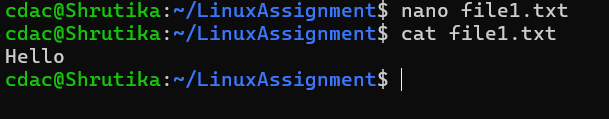 cdac@Shrutika:~/LinuxAssignment$ nano file1.txt
cdac@Shrutika:~/LinuxAssignment$ cat file1.txt
Hello
cdac@Shrutika:~/LinuxAssignment$